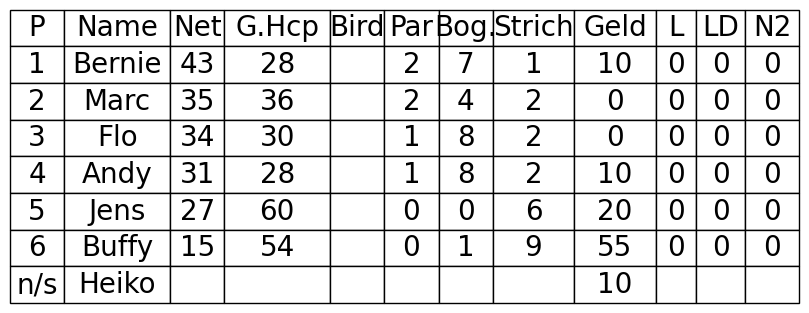 P Name Net G.Hcp Bird Par Bog. Strich Geld L LD N2
1 Bernie 43 28 2 7 1 10 0 0 0
2 Marc 35 36 2 4 2 0 0 0 0
3 Flo 34 30 1 8 2 0 0 0 0
4 Andy 31 28 1 8 2 10 0 0 0
5 Jens 27 60 0 0 6 20 0 0 0
6 Buffy 15 54 0 1 9 55 0 0 0
n/s Heiko 10